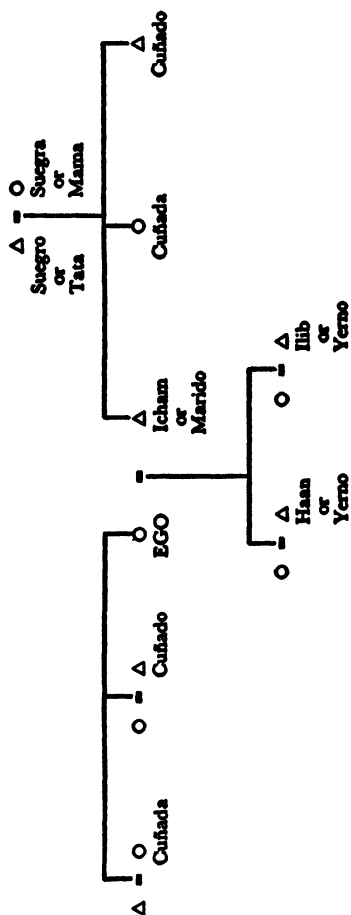 Suegro
or
Tata
Suegra
or
Mama
Cuñada
Cuñado
EGO
Icham
or
Marido
Cuñada
Cuñado
Haan
or
Yerno
Ilib
or
Yerno